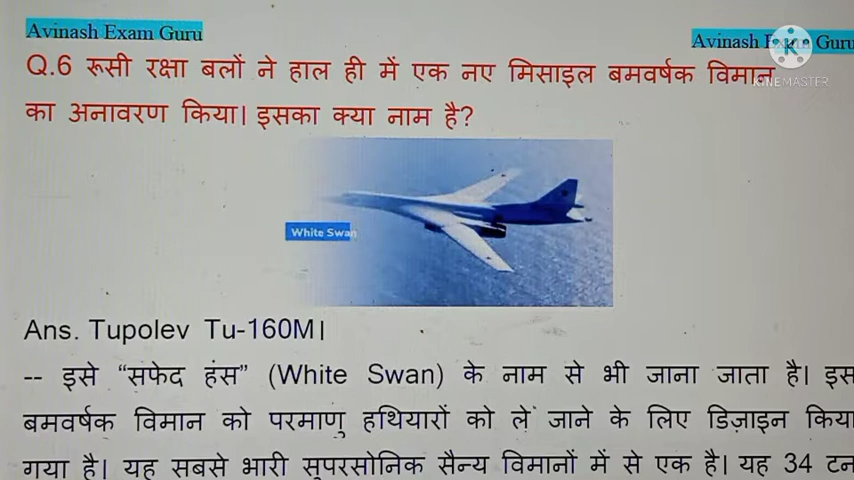 Avinash Exam Guru
Avinash Exam Guru
KINEMASTER
Q.6 रूसी रक्षा बलों ने हाल ही में एक नए मिसाइल बमवर्षक विमान
का अनावरण किया। इसका क्या नाम है?
White Swan
Ans. Tupolev Tu-160M।
-- इसे “सफेद हंस” (White Swan) के नाम से भी जाना जाता है। इस
बमवर्षक विमान को परमाणु हथियारों को ले जाने के लिए डिज़ाइन किया
गया है। यह सबसे भारी सुपरसोनिक सैन्य विमानों में से एक है। यह 34 टन